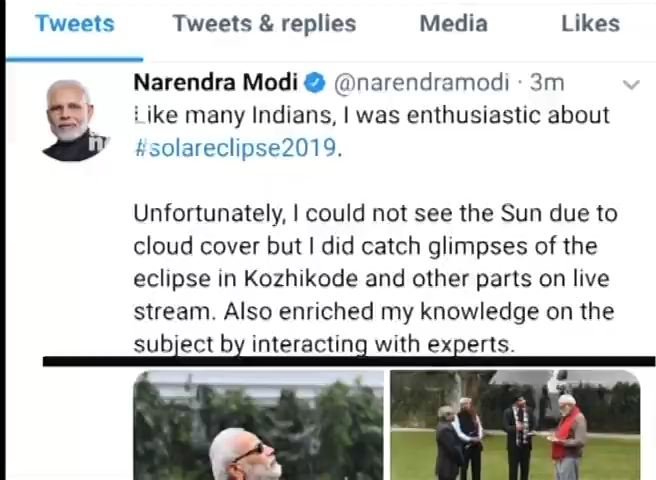 Tweets Tweets & replies Media Likes
Narendra Modi @narendramodi · 3m
Like many Indians, I was enthusiastic about
#solareclipse2019.
Unfortunately, I could not see the Sun due to
cloud cover but I did catch glimpses of the
eclipse in Kozhikode and other parts on live
stream. Also enriched my knowledge on the
subject by interacting with experts.